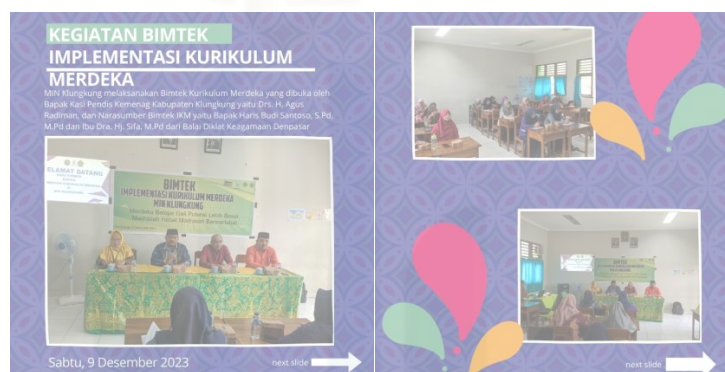 KEGIATAN BIMTEK
IMPLEMENTASI KURIKULUM
MERDEKA
MIN Klungkung melaksanakan Bimtek Kurikulum Merdeka yang dibuka oleh
Bapak Kasi Pendis Kemenag Kabupaten Klungkung yaitu Drs. H. Agus
Radiman, dan Narasumber Bimtek IKM yaitu Bapak Haris Budi Santoso, S.Pd,
M.Pd dan Ibu Dra. Hj. Sifa, M.Pd dari Balai Diklat Keagamaan Denpasar
SELAMAT DATANG
BIMTEK
IMPLEMENTASI KURIKULUM MERDEKA
MIN KLUNGKUNG
Sabtu, 9 Desember 2023
next slide
BIMTEK
next slide